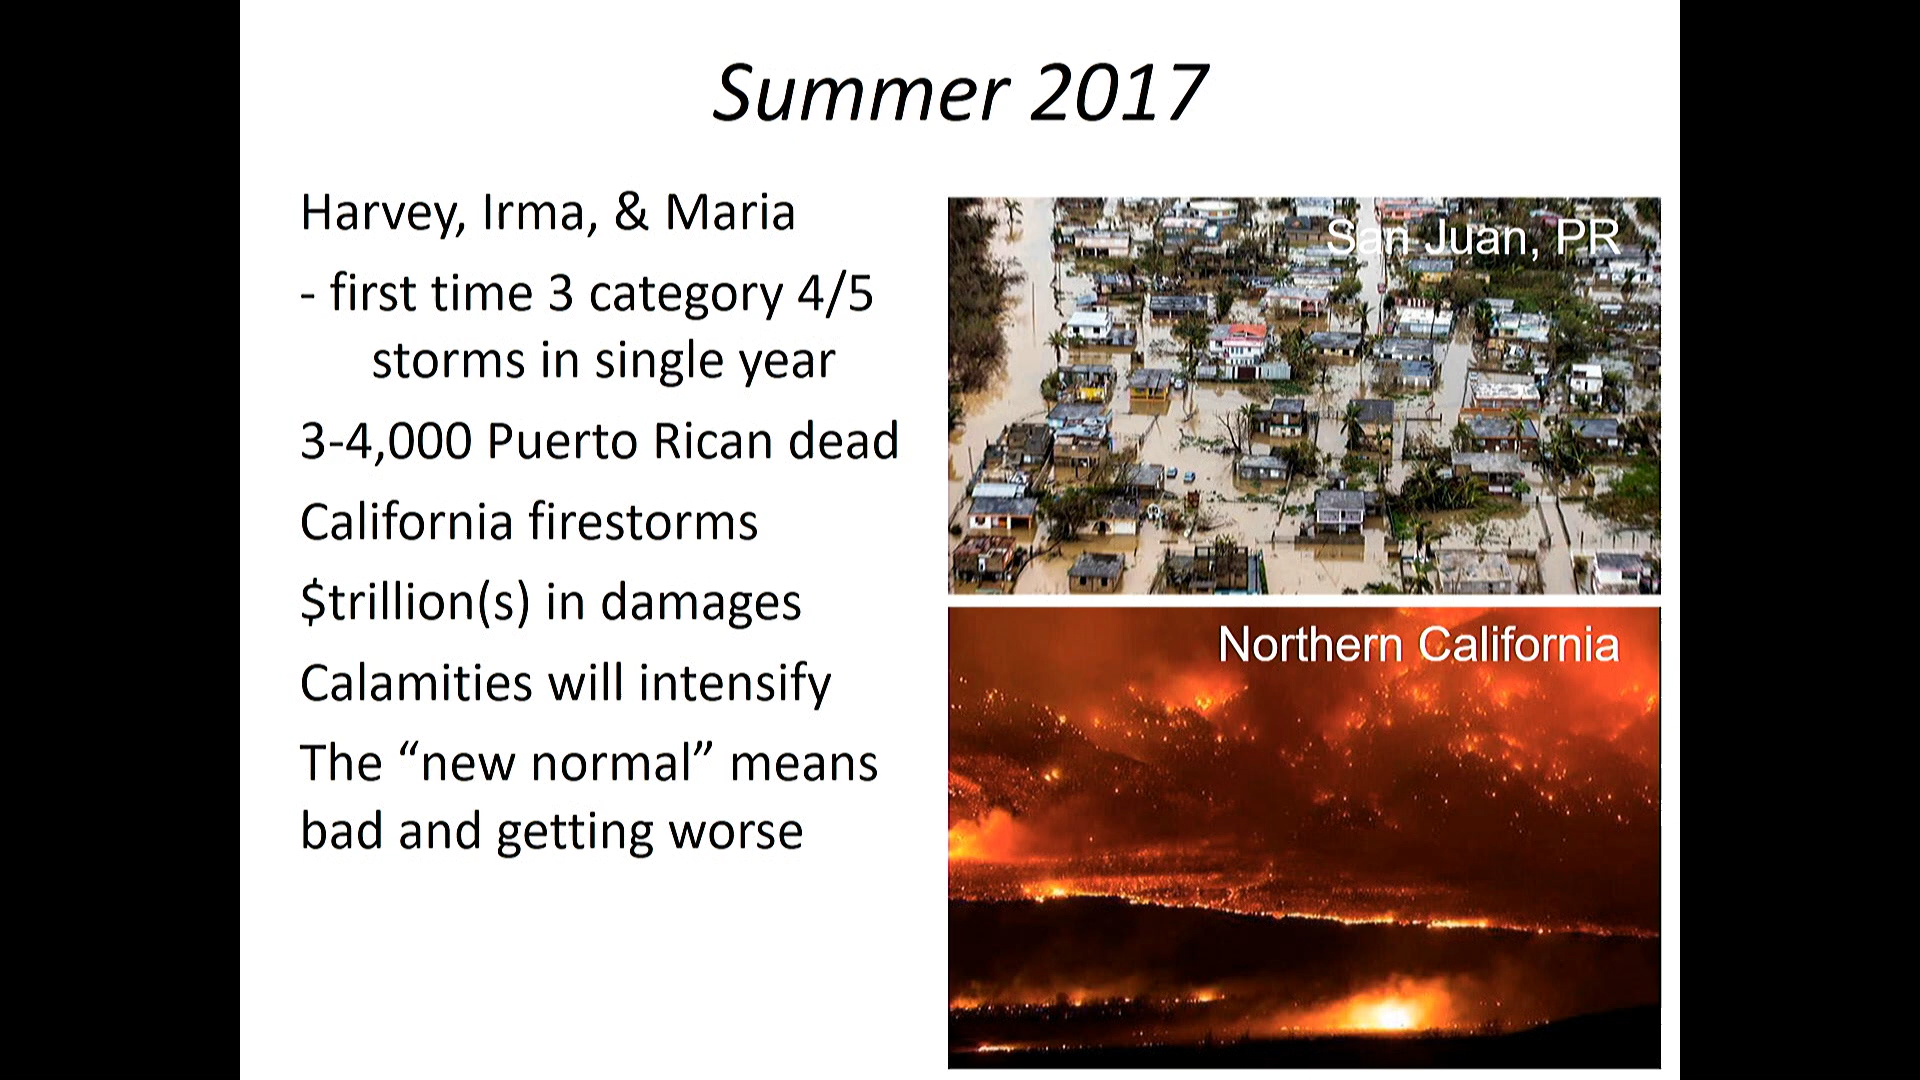 Summer 2017
Harvey, Irma, & Maria
- first time 3 category 4/5
storms in single year
3-4,000 Puerto Rican dead
California firestorms
$trillion(s) in damages
Calamities will intensify
The “new normal” means
bad and getting worse
San Juan, PR
Northern California